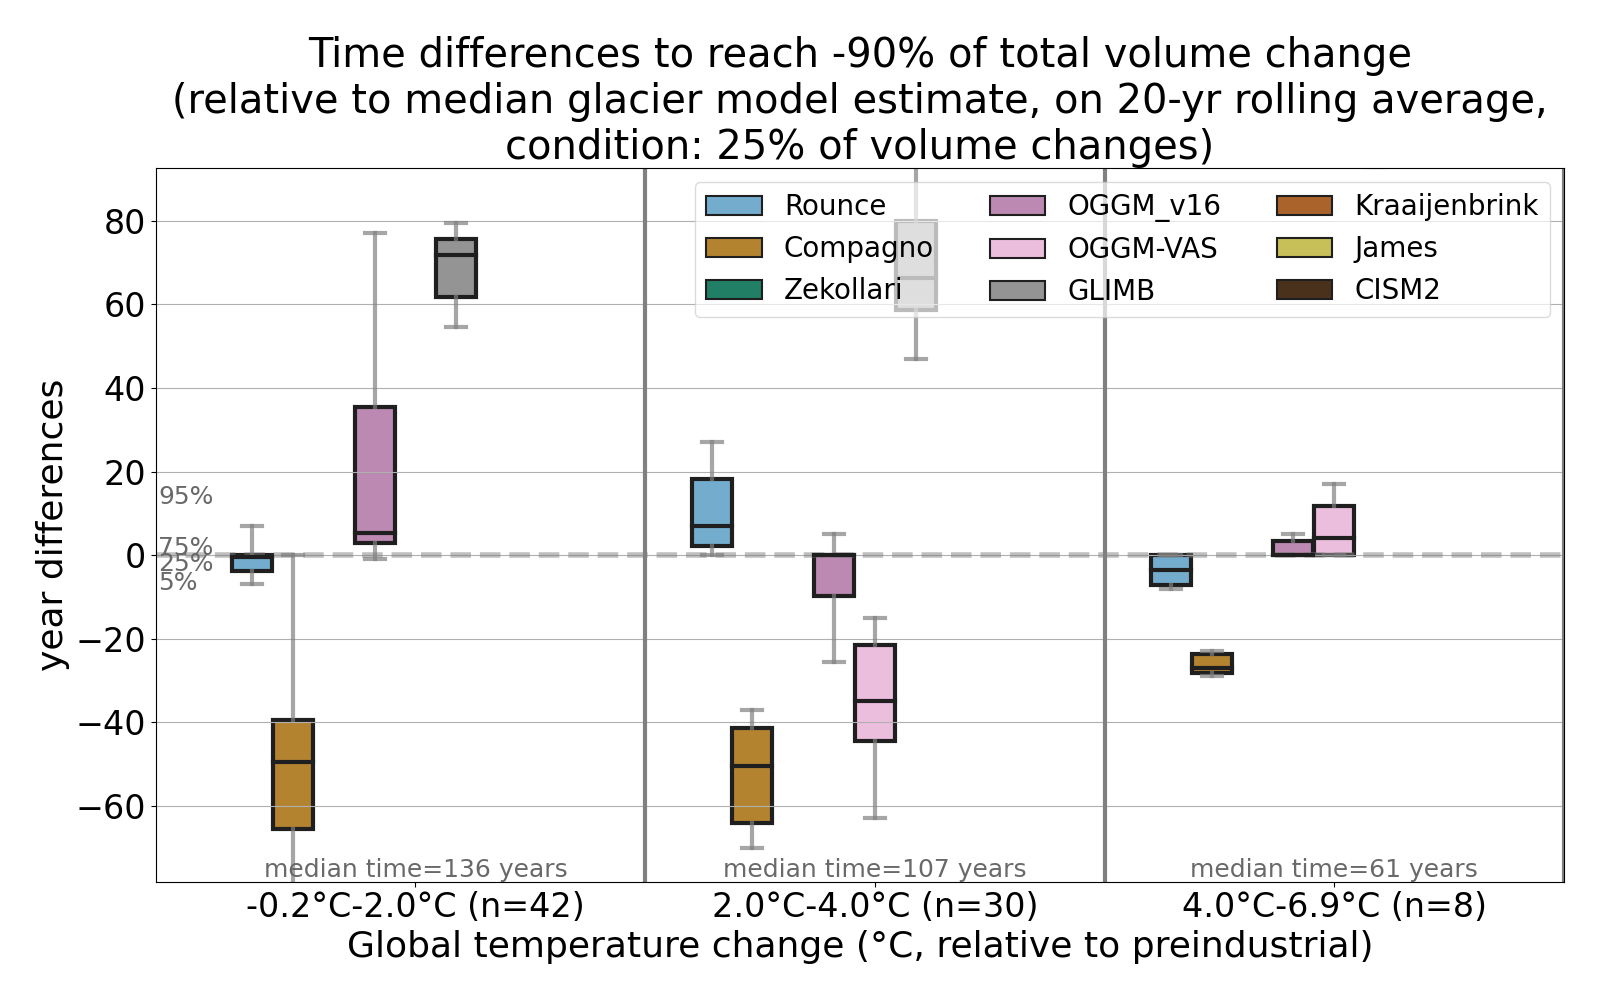 Time differences to reach -90% of total volume change
(relative to median glacier model estimate, on 20-yr rolling average,
condition: 25% of volume changes)
Rounce
Compagno
Zekollari
OGGM_v16
OGGM-VAS
GLIMB
Kraaijenbrink
James
CISM2
year differences
80
60
40
20
0
−20
−40
−60
95%
75%
25%
5%
median time=136 years
median time=107 years
median time=61 years
-0.2°C-2.0°C (n=42)
2.0°C-4.0°C (n=30)
4.0°C-6.9°C (n=8)
Global temperature change (°C, relative to preindustrial)